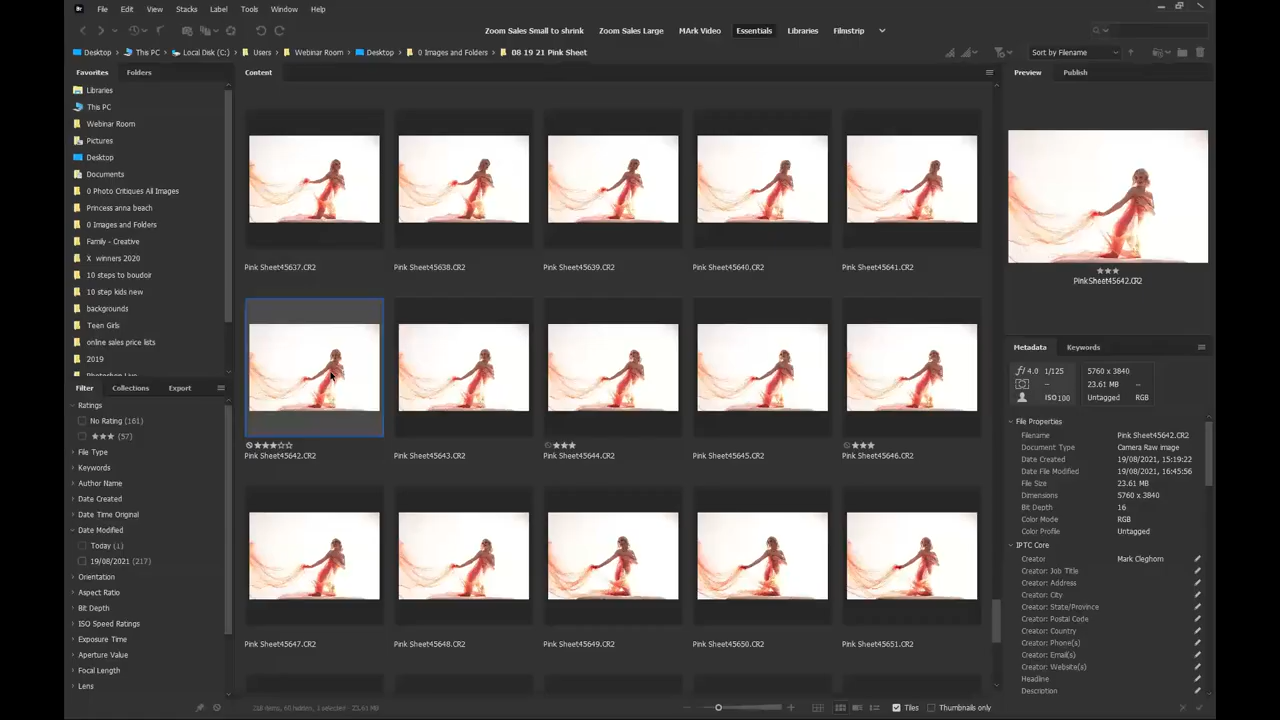 Br File Edit View Stacks Label Tools Window Help
Zoom Sales Small to shrink Zoom Sales Large MArk Video Essentials Libraries Filmstrip
Desktop This PC Local Disk (C:) Users Webinar Room Desktop 0 Images and Folders 08 19 21 Pink Sheet Sort by Filename
Favorites Folders Content Preview Publish
Libraries
This PC
Webinar Room
Pictures
Desktop
Documents
0 Photo Critiques All Images
Princess anna beach
0 Images and Folders
Family - Creative
X winners 2020
10 steps to boudoir
10 step kids new
backgrounds
Teen Girls
online sales price lists
2019
Filter Collections Export
Ratings
No Rating (161)
★★★ (57)
File Type
Keywords
Author Name
Date Created
Date Time Original
Date Modified
Today (1)
19/08/2021 (217)
Orientation
Aspect Ratio
Bit Depth
ISO Speed Ratings
Exposure Time
Aperture Value
Focal Length
Lens
Pink Sheet45637.CR2 Pink Sheet45638.CR2 Pink Sheet45639.CR2 Pink Sheet45640.CR2 Pink Sheet45641.CR2
Pink Sheet45642.CR2 Pink Sheet45643.CR2 Pink Sheet45644.CR2 Pink Sheet45645.CR2 Pink Sheet45646.CR2
Pink Sheet45647.CR2 Pink Sheet45648.CR2 Pink Sheet45649.CR2 Pink Sheet45650.CR2 Pink Sheet45651.CR2
Tiles Thumbnails only
★★★
Pink Sheet45642.CR2
Metadata Keywords
f/ 4.0 1/125 5760 x 3840
-- 23.61 MB --
ISO100 Untagged RGB
File Properties
Filename Pink Sheet45642.CR2
Document Type Camera Raw image
Date Created 19/08/2021, 15:19:22
Date File Modified 19/08/2021, 16:45:56
File Size 23.61 MB
Dimensions 5760 x 3840
Bit Depth 16
Color Mode RGB
Color Profile Untagged
IPTC Core
Creator Mark Cleghorn
Creator: Job Title
Creator: Address
Creator: City
Creator: State/Province
Creator: Postal Code
Creator: Country
Creator: Phone(s)
Creator: Email(s)
Creator: Website(s)
Headline
Description